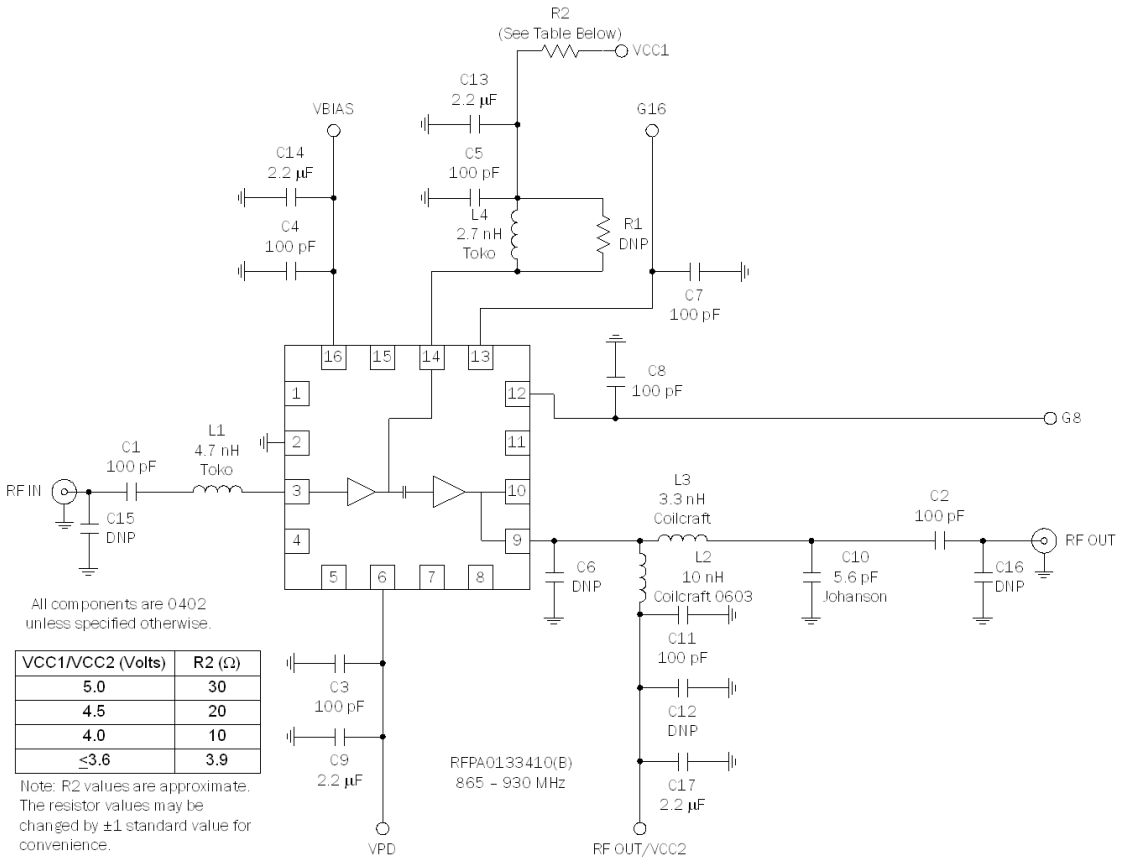 R2
(See Table Below)
VCC1
C13
2.2 µF
VBIAS
G16
C14
2.2 µF
C5
100 pF
L4
2.7 nH
Toko
R1
DNP
C4
100 pF
C7
100 pF
16
15
14
13
C8
100 pF
1
12
G8
2
11
L1
4.7 nH
Toko
C1
100 pF
RF IN
3
10
L3
3.3 nH
Coilcraft
C2
100 pF
C15
DNP
4
9
RF OUT
C6
DNP
L2
10 nH
Coilcraft 0603
C10
5.6 pF
Johanson
C16
DNP
5
6
7
8
All components are 0402
unless specified otherwise.
C11
100 pF
VCC1/VCC2 (Volts) R2 (Ω)
5.0 30
4.5 20
4.0 10
≤3.6 3.9
C3
100 pF
C12
DNP
C9
2.2 µF
RFPA0133410(B)
865 – 930 MHz
C17
2.2 µF
Note: R2 values are approximate.
The resistor values may be
changed by ±1 standard value for
convenience.
VPD
RF OUT/VCC2